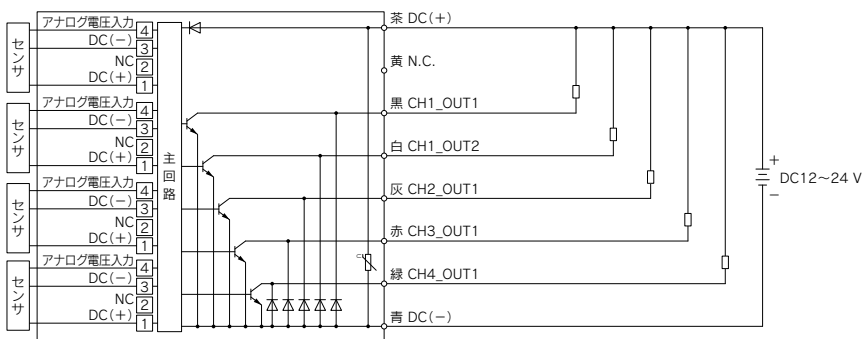 センサ
アナログ電圧入力 4
DC(−) 3
NC 2
DC(+) 1
センサ
アナログ電圧入力 4
DC(−) 3
NC 2
DC(+) 1
センサ
アナログ電圧入力 4
DC(−) 3
NC 2
DC(+) 1
センサ
アナログ電圧入力 4
DC(−) 3
NC 2
DC(+) 1
主回路
茶 DC(+)
黄 N.C.
黒 CH1_OUT1
白 CH1_OUT2
灰 CH2_OUT1
赤 CH3_OUT1
緑 CH4_OUT1
青 DC(−)
+
DC12〜24 V
−